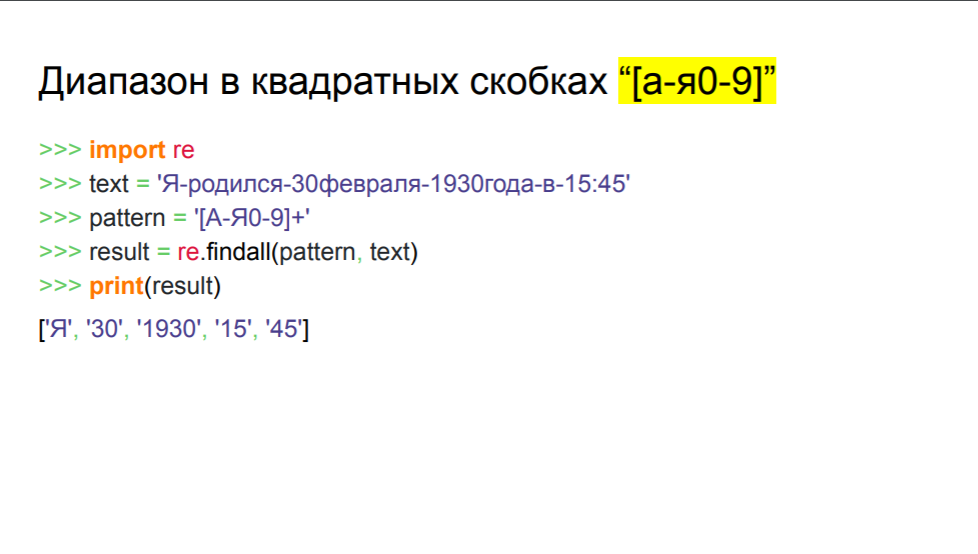 Диапазон в квадратных скобках “[а-я0-9]”
>>> import re
>>> text = 'Я-родился-30февраля-1930года-в-15:45'
>>> pattern = '[А-Я0-9]+'
>>> result = re.findall(pattern, text)
>>> print(result)
['Я', '30', '1930', '15', '45']